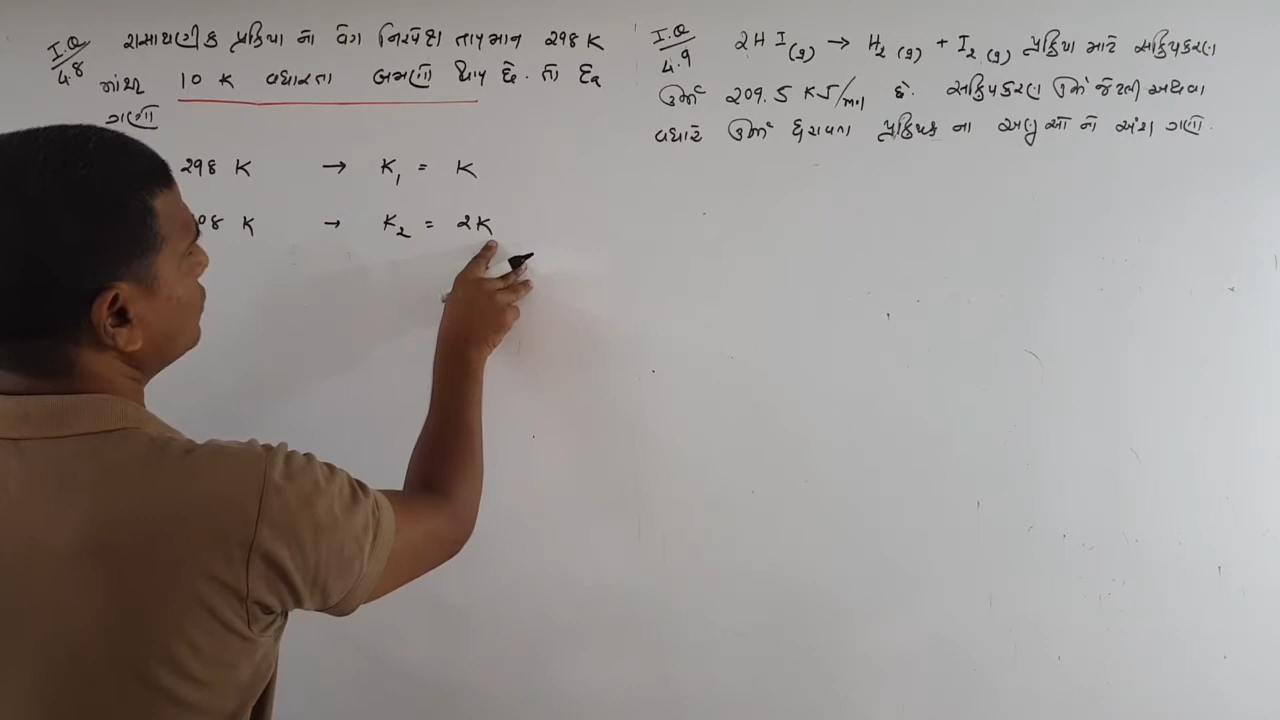 I.Q 4.8 રાસાયણીક પ્રક્રિયા નો વેગ નિરપેક્ષ તાપમાન 298 K
માંથી 10 K વધારતા બમણો થાય છે. તો Ea
ગણો
298 K → K₁ = K
08 K → K₂ = 2K
I.Q 4.9 2HI(g) → H₂(g) + I₂(g) પ્રક્રિયા માટે સક્રિયકરણ
ઉર્જા 209.5 KJ/mol છે. સક્રિયકરણ ઉર્જા જેટલી અથવા
વધારે ઉર્જા ધરાવતા પ્રક્રિયક ના અણુઓ નો અંશ ગણો.